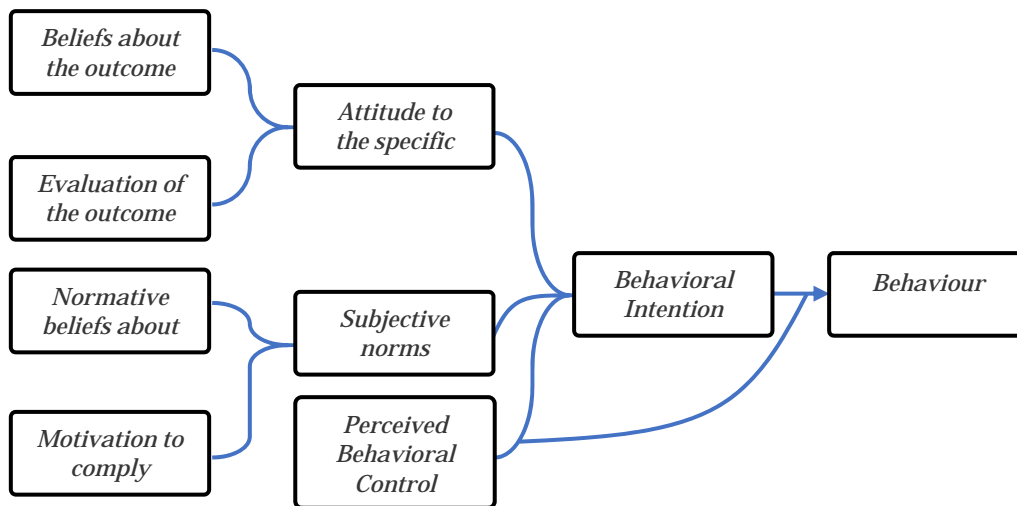 Beliefs about
the outcome
Evaluation of
the outcome
Normative
beliefs about
Motivation to
comply
Attitude to
the specific
Subjective
norms
Perceived
Behavioral
Control
Behavioral
Intention
Behaviour